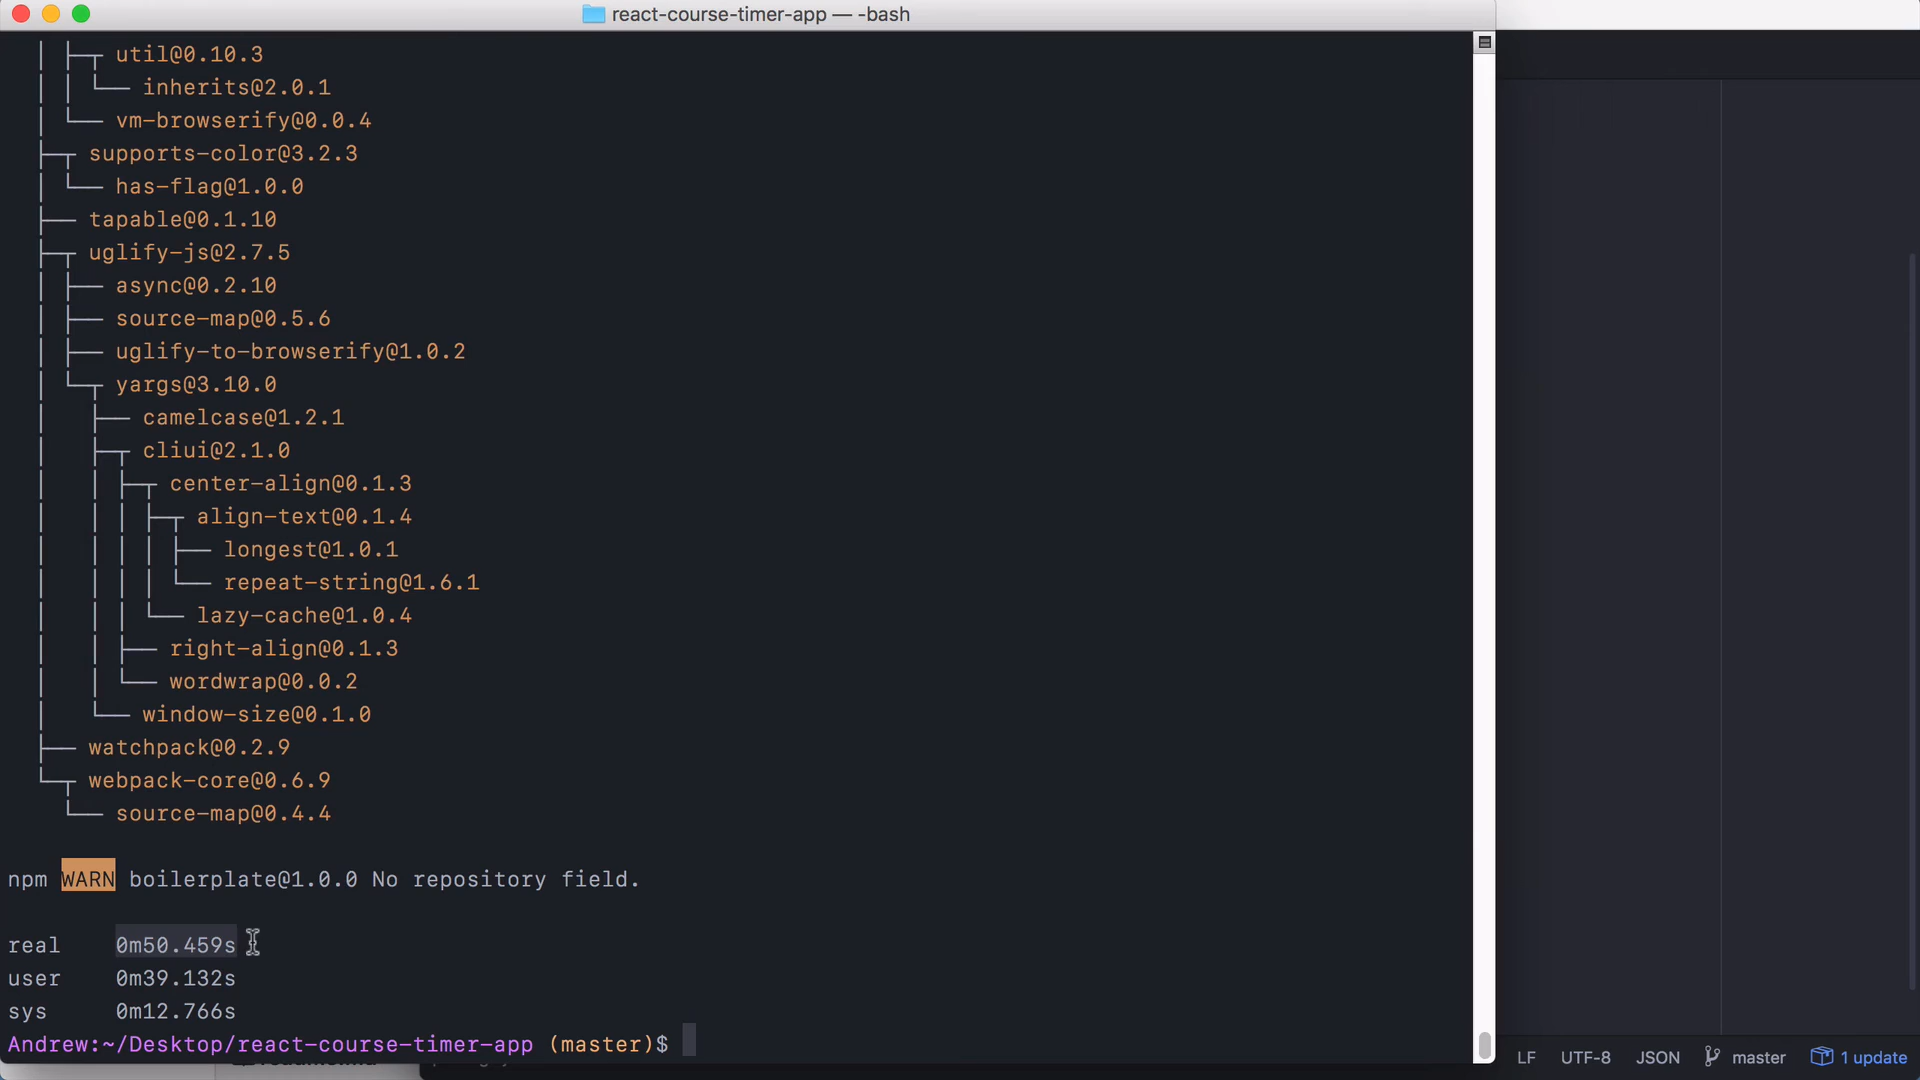 react-course-timer-app — -bash
│ ├─┬ util@0.10.3
│ │ └── inherits@2.0.1
│ └── vm-browserify@0.0.4
├─┬ supports-color@3.2.3
│ └── has-flag@1.0.0
├── tapable@0.1.10
├─┬ uglify-js@2.7.5
│ ├── async@0.2.10
│ ├── source-map@0.5.6
│ ├── uglify-to-browserify@1.0.2
│ └─┬ yargs@3.10.0
│   ├── camelcase@1.2.1
│   ├─┬ cliui@2.1.0
│   │ ├─┬ center-align@0.1.3
│   │ │ ├─┬ align-text@0.1.4
│   │ │ │ ├── longest@1.0.1
│   │ │ │ └── repeat-string@1.6.1
│   │ │ └── lazy-cache@1.0.4
│   │ ├── right-align@0.1.3
│   │ └── wordwrap@0.0.2
│   └── window-size@0.1.0
├── watchpack@0.2.9
└─┬ webpack-core@0.6.9
  └── source-map@0.4.4
npm WARN boilerplate@1.0.0 No repository field.
real 0m50.459s
user 0m39.132s
sys 0m12.766s
Andrew:~/Desktop/react-course-timer-app (master)$
LF UTF-8 JSON master 1 update